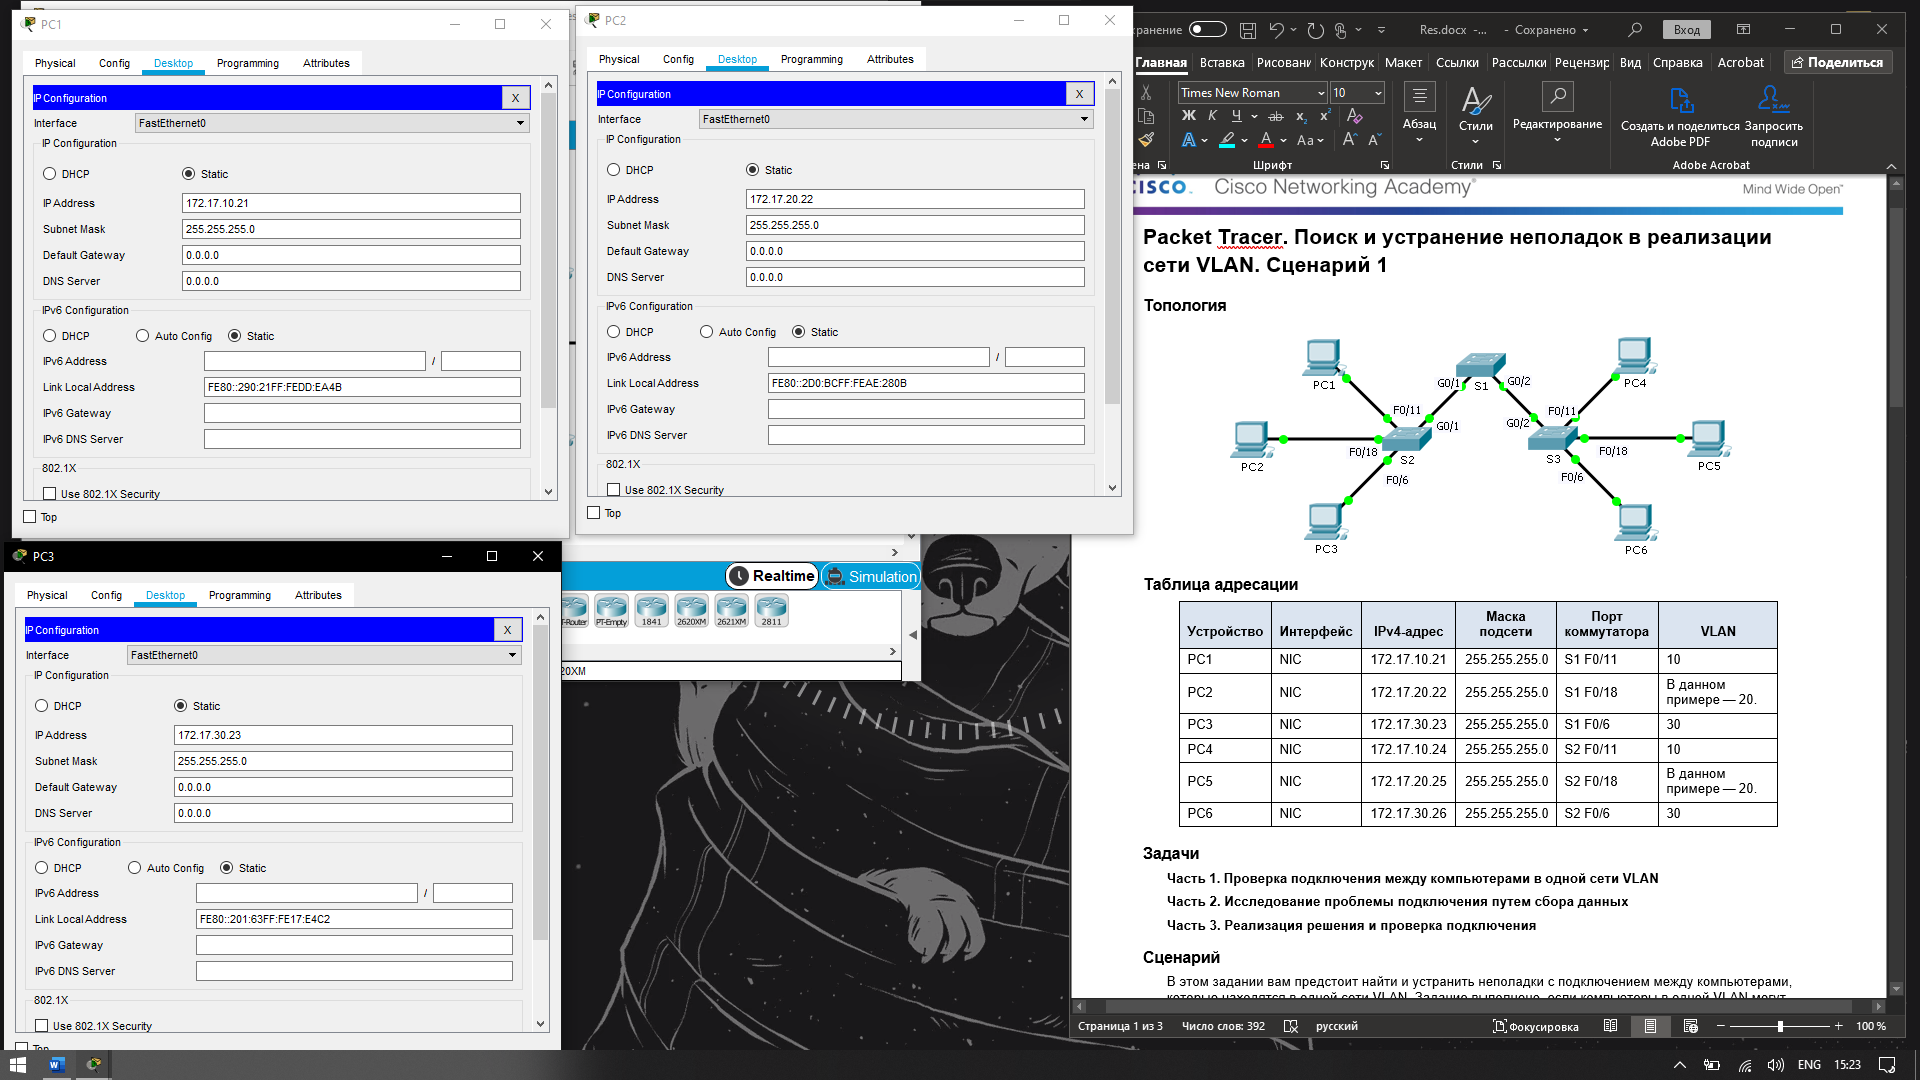 PC1
Physical Config Desktop Programming Attributes
IP Configuration X
Interface FastEthernet0
IP Configuration
DHCP Static
IP Address 172.17.10.21
Subnet Mask 255.255.255.0
Default Gateway 0.0.0.0
DNS Server 0.0.0.0
IPv6 Configuration
DHCP Auto Config Static
IPv6 Address /
Link Local Address FE80::290:21FF:FEDD:EA4B
IPv6 Gateway
IPv6 DNS Server
802.1X
Use 802.1X Security
Top
PC2
Physical Config Desktop Programming Attributes
IP Configuration X
Interface FastEthernet0
IP Configuration
DHCP Static
IP Address 172.17.20.22
Subnet Mask 255.255.255.0
Default Gateway 0.0.0.0
DNS Server 0.0.0.0
IPv6 Configuration
DHCP Auto Config Static
IPv6 Address /
Link Local Address FE80::2D0:BCFF:FEAE:280B
IPv6 Gateway
IPv6 DNS Server
802.1X
Use 802.1X Security
Top
PC3
Physical Config Desktop Programming Attributes
IP Configuration X
Interface FastEthernet0
IP Configuration
DHCP Static
IP Address 172.17.30.23
Subnet Mask 255.255.255.0
Default Gateway 0.0.0.0
DNS Server 0.0.0.0
IPv6 Configuration
DHCP Auto Config Static
IPv6 Address /
Link Local Address FE80::201:63FF:FE17:E4C2
IPv6 Gateway
IPv6 DNS Server
802.1X
Use 802.1X Security
Top
Realtime Simulation
T-Router PT-Empty 1841 2620XM 2621XM 2811
20XM
хранение Res.docx -... - Сохранено Вход
Главная Вставка Рисовани Конструк Макет Ссылки Рассылки Рецензир Вид Справка Acrobat Поделиться
Times New Roman 10
Ж К Ч ab x₂ x²
А А Aa А А
Абзац
Стили
Редактирование
Создать и поделиться Adobe PDF
Запросить подписи
ена Шрифт Стили Adobe Acrobat
CISCO Cisco Networking Academy® Mind Wide Open™
Packet Tracer. Поиск и устранение неполадок в реализации
сети VLAN. Сценарий 1
Топология
PC1 G0/1 S1 G0/2 PC4
F0/11 G0/1 G0/2 F0/11
PC2 F0/18 S2 S3 F0/18 PC5
F0/6 F0/6
PC3 PC6
Таблица адресации
Устройство Интерфейс IPv4-адрес Маска подсети Порт коммутатора VLAN
PC1 NIC 172.17.10.21 255.255.255.0 S1 F0/11 10
PC2 NIC 172.17.20.22 255.255.255.0 S1 F0/18 В данном примере — 20.
PC3 NIC 172.17.30.23 255.255.255.0 S1 F0/6 30
PC4 NIC 172.17.10.24 255.255.255.0 S2 F0/11 10
PC5 NIC 172.17.20.25 255.255.255.0 S2 F0/18 В данном примере — 20.
PC6 NIC 172.17.30.26 255.255.255.0 S2 F0/6 30
Задачи
Часть 1. Проверка подключения между компьютерами в одной сети VLAN
Часть 2. Исследование проблемы подключения путем сбора данных
Часть 3. Реализация решения и проверка подключения
Сценарий
В этом задании вам предстоит найти и устранить неполадки с подключением между компьютерами,
которые находятся в одной сети VLAN. Задание выполнено, если компьютеры в одной VLAN могут
Страница 1 из 3 Число слов: 392 русский Фокусировка 100 %
ENG 15:23